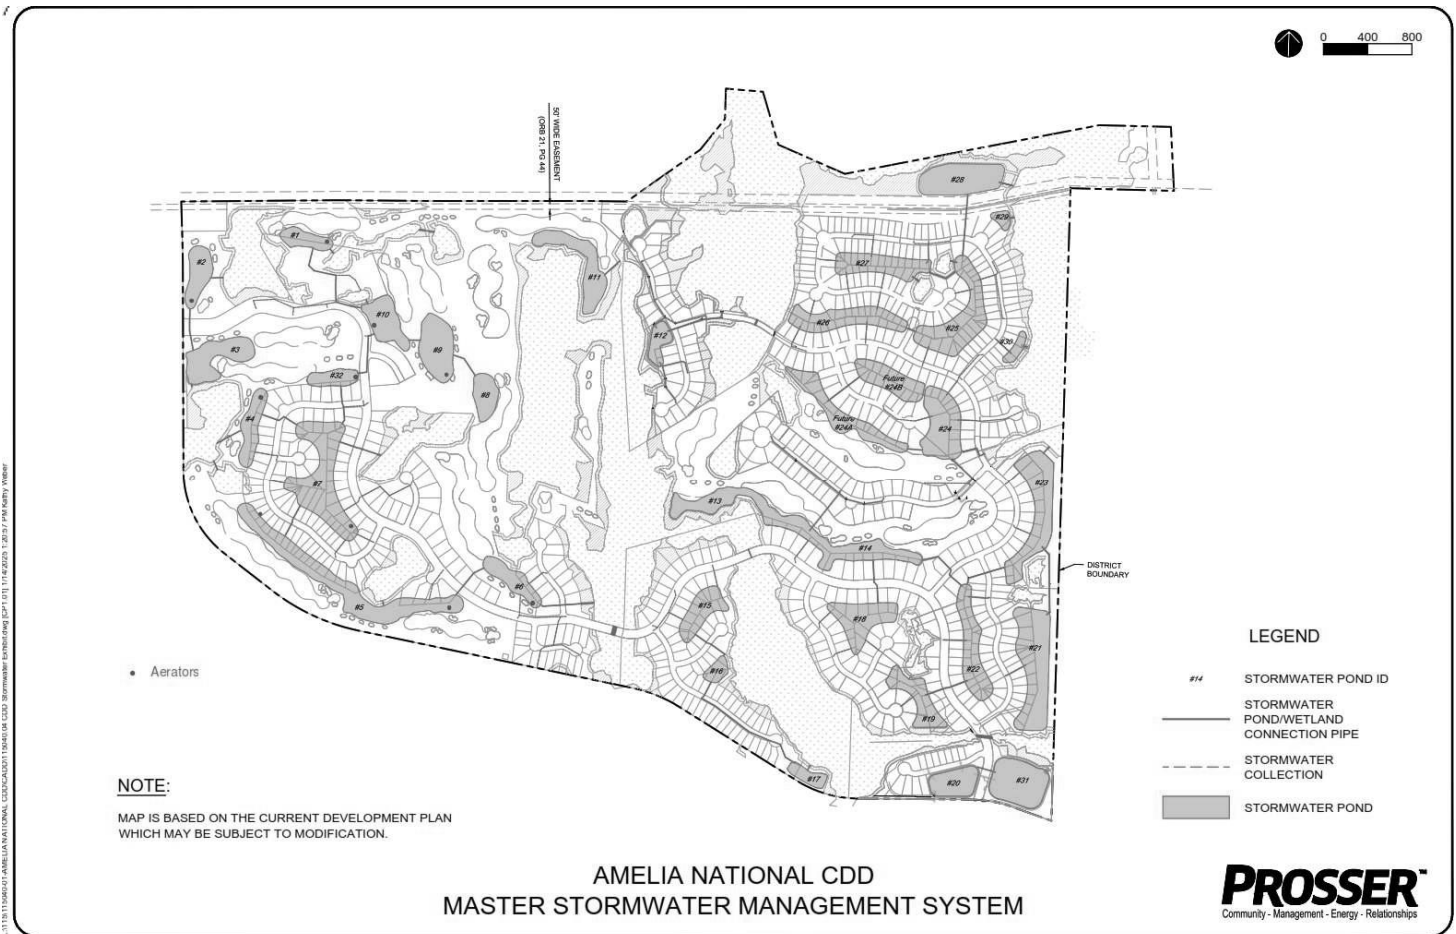 0 400 800
50' WIDE EASEMENT
(ORB 21, PG 44)
#28
#29
#1
#2
#27
#11
#10
#26
#25
#12
#30
#3
#9
#32
Future
#24B
#8
#4
Future
#24A
#24
#7
#23
#13
#14
DISTRICT
BOUNDARY
#6
#5
#15
#18
#21
#16
#22
#19
#17
#20
#31
Aerators
LEGEND
#14 STORMWATER POND ID
STORMWATER
POND/WETLAND
CONNECTION PIPE
STORMWATER
COLLECTION
STORMWATER POND
NOTE:
MAP IS BASED ON THE CURRENT DEVELOPMENT PLAN
WHICH MAY BE SUBJECT TO MODIFICATION.
AMELIA NATIONAL CDD
MASTER STORMWATER MANAGEMENT SYSTEM
PROSSER™
Community - Management - Energy - Relationships